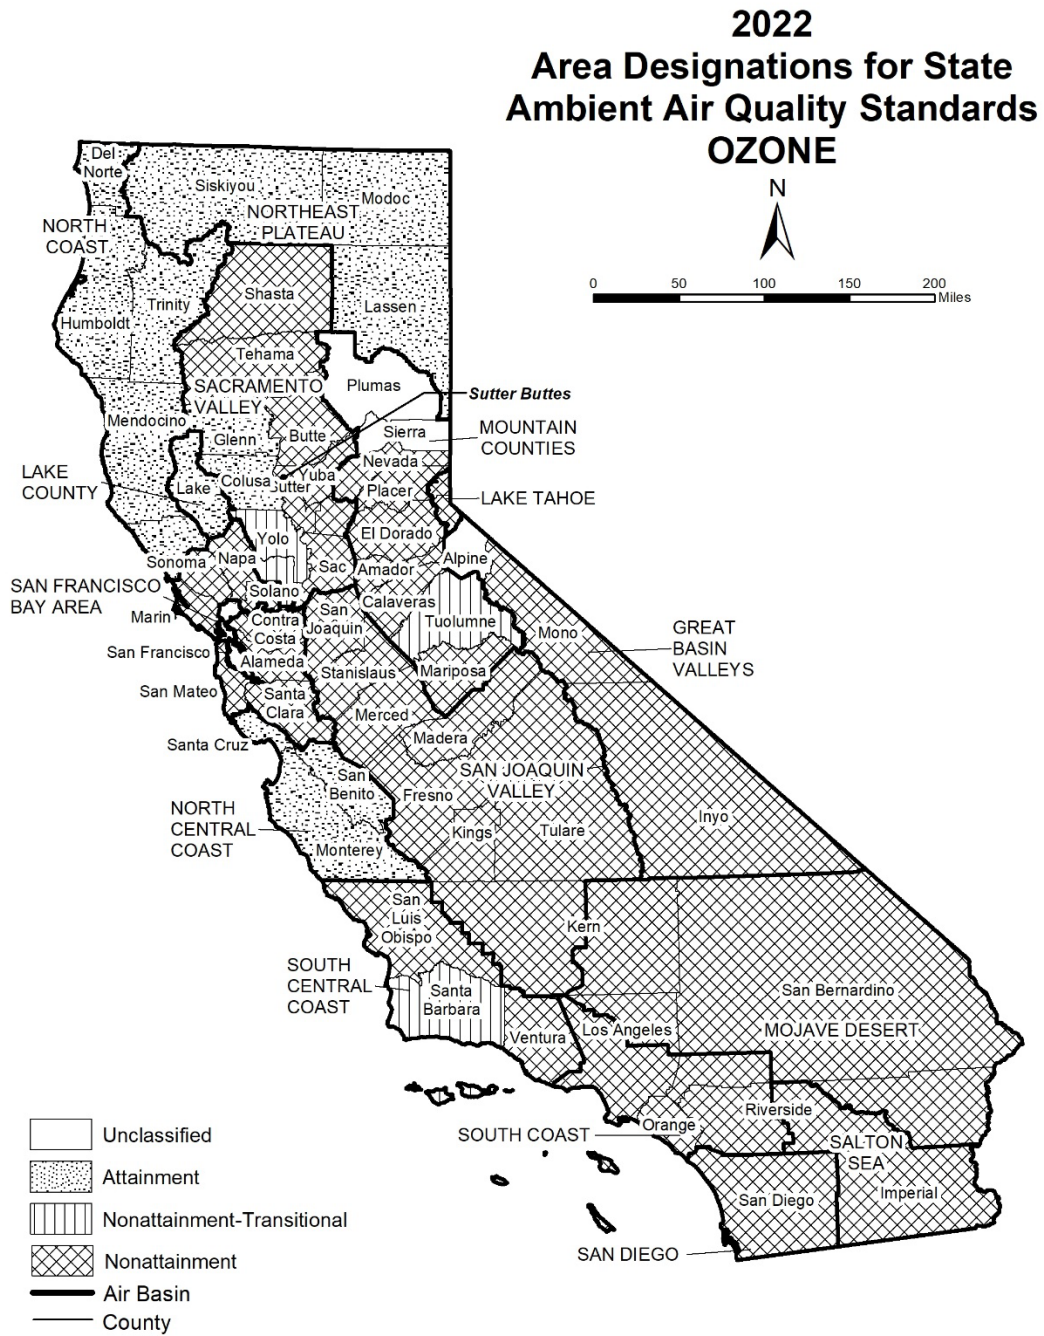 2022
Area Designations for State
Ambient Air Quality Standards
OZONE
N
0 50 100 150 200
Miles
Del
Norte
Siskiyou
Modoc
NORTHEAST
PLATEAU
NORTH
COAST
Shasta
Trinity
Lassen
Humboldt
Tehama
Plumas
SACRAMENTO
VALLEY
Sutter Buttes
Mendocino
Glenn
Butte
Sierra
MOUNTAIN
COUNTIES
Nevada
LAKE
COUNTY
Lake
Colusa
Sutter
Yuba
Placer
LAKE TAHOE
Yolo
El Dorado
Sonoma
Napa
Sac
Amador
Alpine
SAN FRANCISCO
BAY AREA
Solano
Calaveras
Marin
Contra
Costa
San
Joaquin
Tuolumne
Mono
GREAT
BASIN
VALLEYS
San Francisco
Alameda
Stanislaus
Mariposa
San Mateo
Santa
Clara
Merced
Santa Cruz
Madera
San
Benito
SAN JOAQUIN
VALLEY
Fresno
NORTH
CENTRAL
COAST
Monterey
Kings
Tulare
Inyo
San
Luis
Obispo
Kern
SOUTH
CENTRAL
COAST
Santa
Barbara
San Bernardino
Ventura
Los Angeles
MOJAVE DESERT
Orange
Riverside
SOUTH COAST
SALTON
SEA
San Diego
Imperial
SAN DIEGO
Unclassified
Attainment
Nonattainment-Transitional
Nonattainment
Air Basin
County